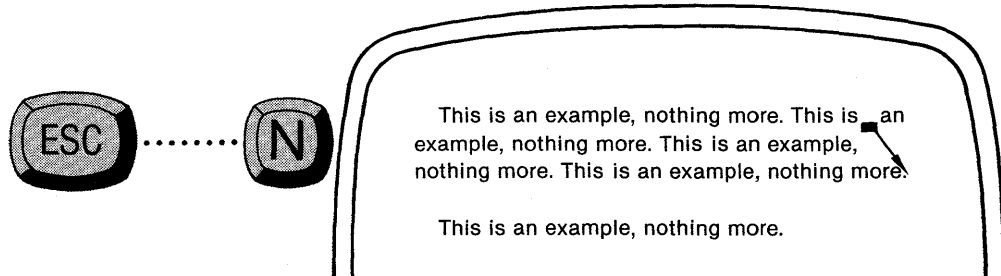 ESC ........ N
This is an example, nothing more. This is an
example, nothing more. This is an example,
nothing more. This is an example, nothing more.
This is an example, nothing more.